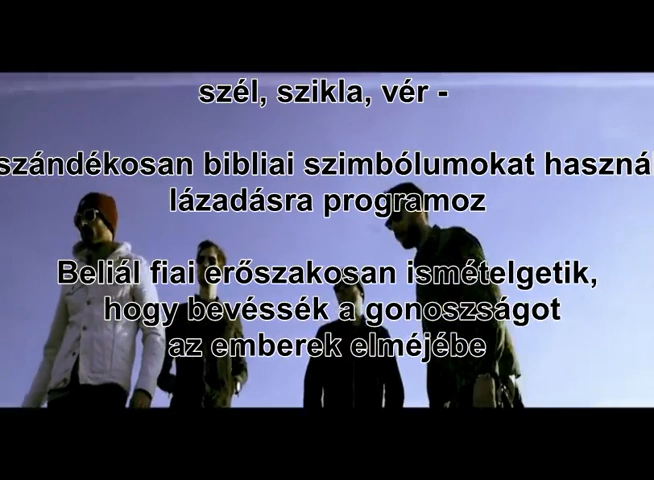 szél, szikla, vér -
szándékosan bibliai szimbólumokat haszná
lázadásra programoz
Beliál fiai erőszakosan ismételgetik,
hogy bevéssék a gonoszságot
az emberek elméjébe